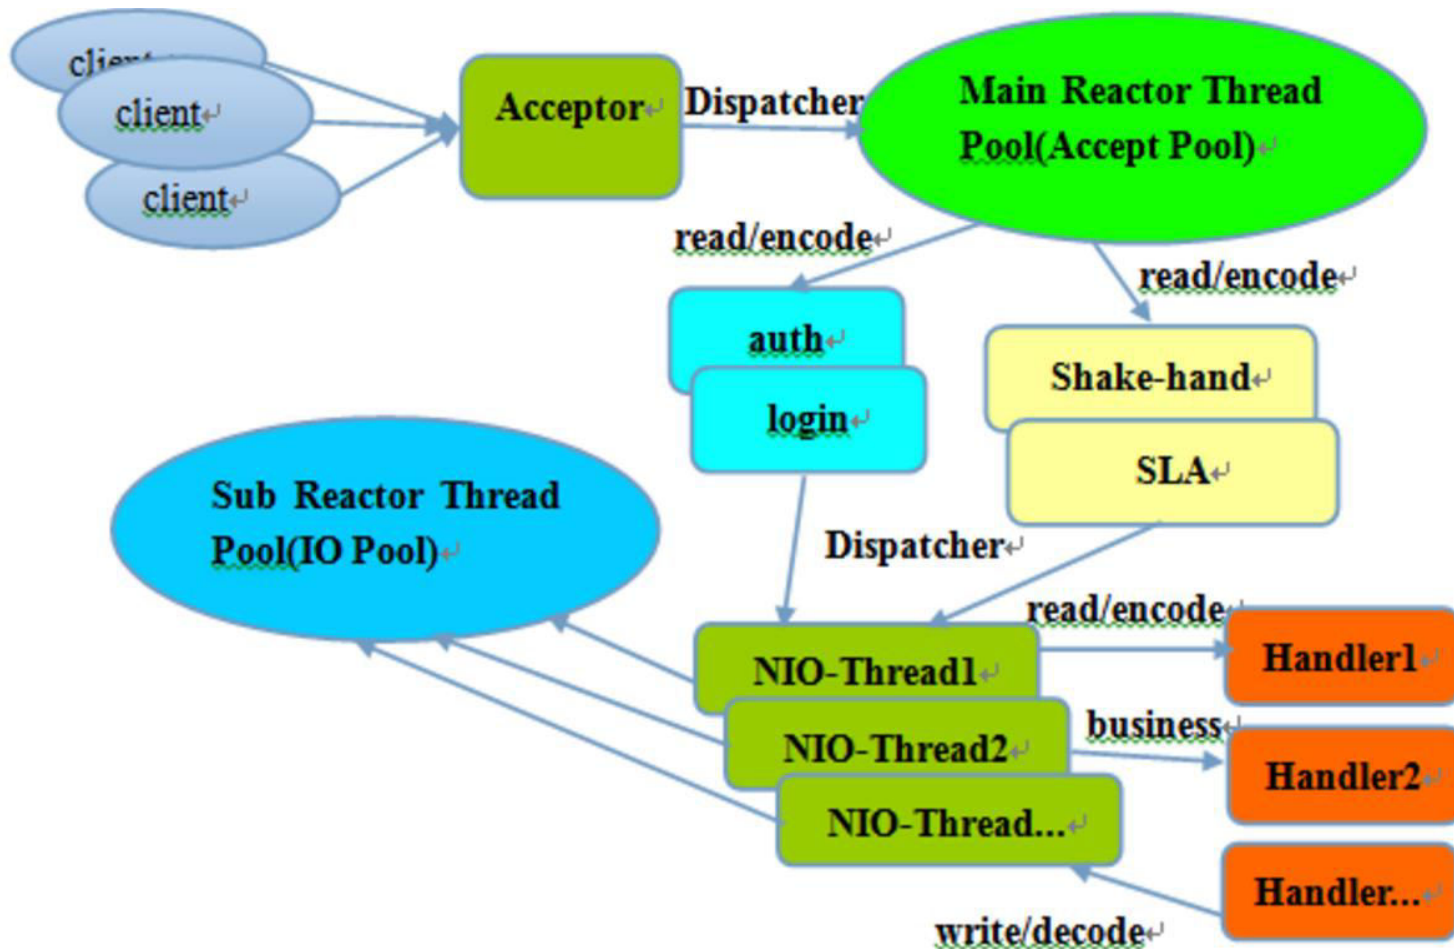 client
client
client
Acceptor
Dispatcher
Main Reactor Thread
Pool(Accept Pool)
read/encode
read/encode
auth
login
Shake-hand
SLA
Sub Reactor Thread
Pool(IO Pool)
Dispatcher
read/encode
NIO-Thread1
Handler1
business
NIO-Thread2
Handler2
NIO-Thread...
Handler...
write/decode